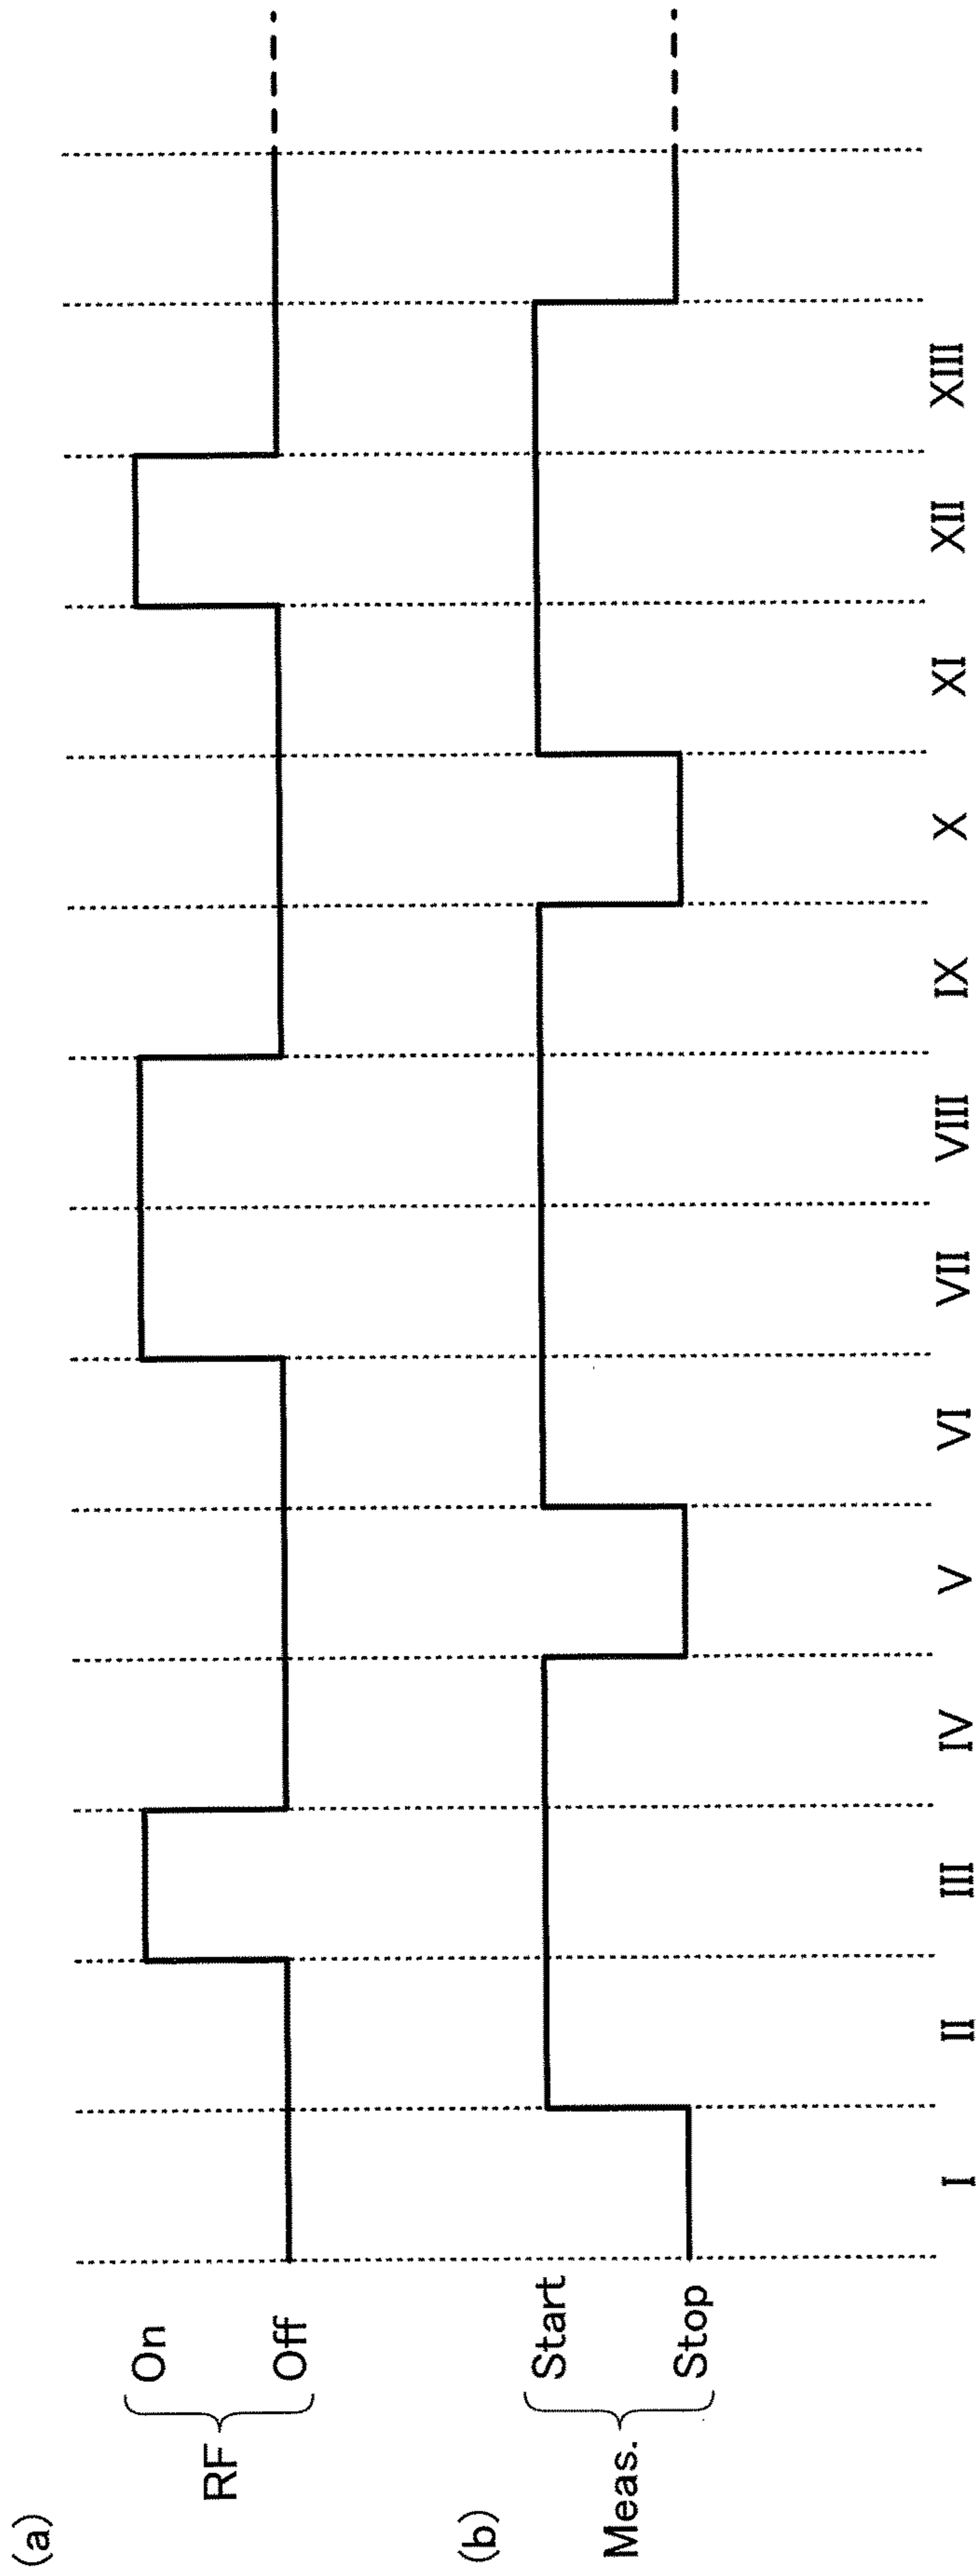 (a)
RF
On
Off
(b)
Meas.
Start
Stop
I II III IV V VI VII VIII IX X XI XII XIII